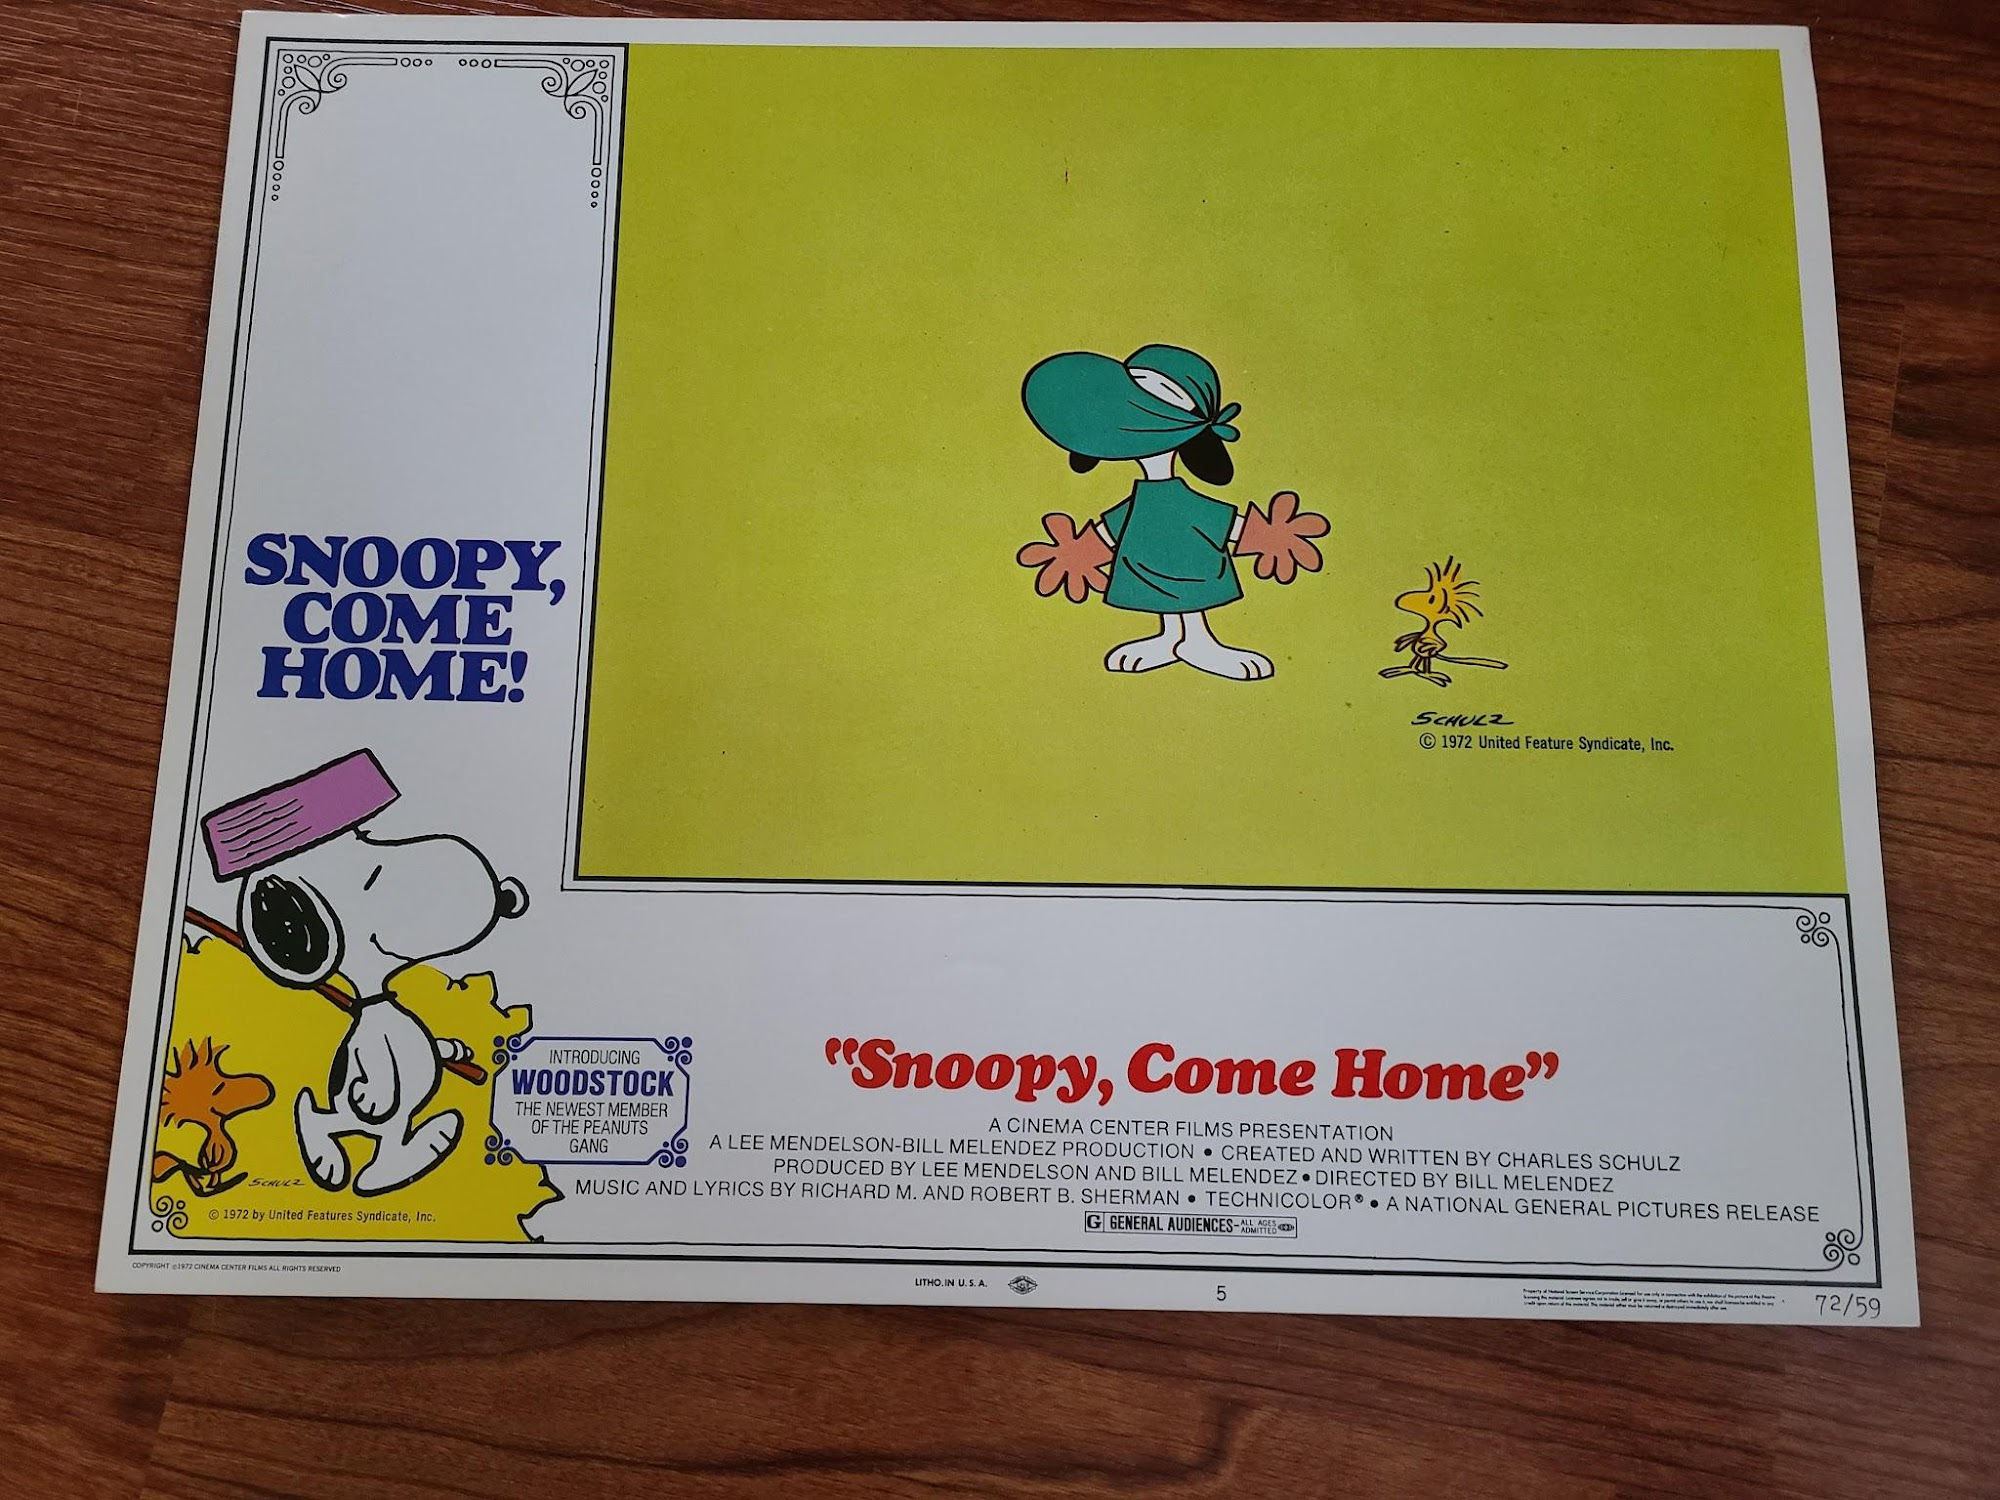 SNOOPY,
COME
HOME!
SCHULZ
© 1972 United Feature Syndicate, Inc.
INTRODUCING
WOODSTOCK
THE NEWEST MEMBER
OF THE PEANUTS
GANG
SCHULZ
© 1972 by United Features Syndicate, Inc.
“Snoopy, Come Home”
A CINEMA CENTER FILMS PRESENTATION
A LEE MENDELSON-BILL MELENDEZ PRODUCTION • CREATED AND WRITTEN BY CHARLES SCHULZ
PRODUCED BY LEE MENDELSON AND BILL MELENDEZ • DIRECTED BY BILL MELENDEZ
MUSIC AND LYRICS BY RICHARD M. AND ROBERT B. SHERMAN • TECHNICOLOR® • A NATIONAL GENERAL PICTURES RELEASE
G GENERAL AUDIENCES-ALL AGES ADMITTED
COPYRIGHT ©1972 CINEMA CENTER FILMS ALL RIGHTS RESERVED
LITHO. IN U. S. A.
5
72/59